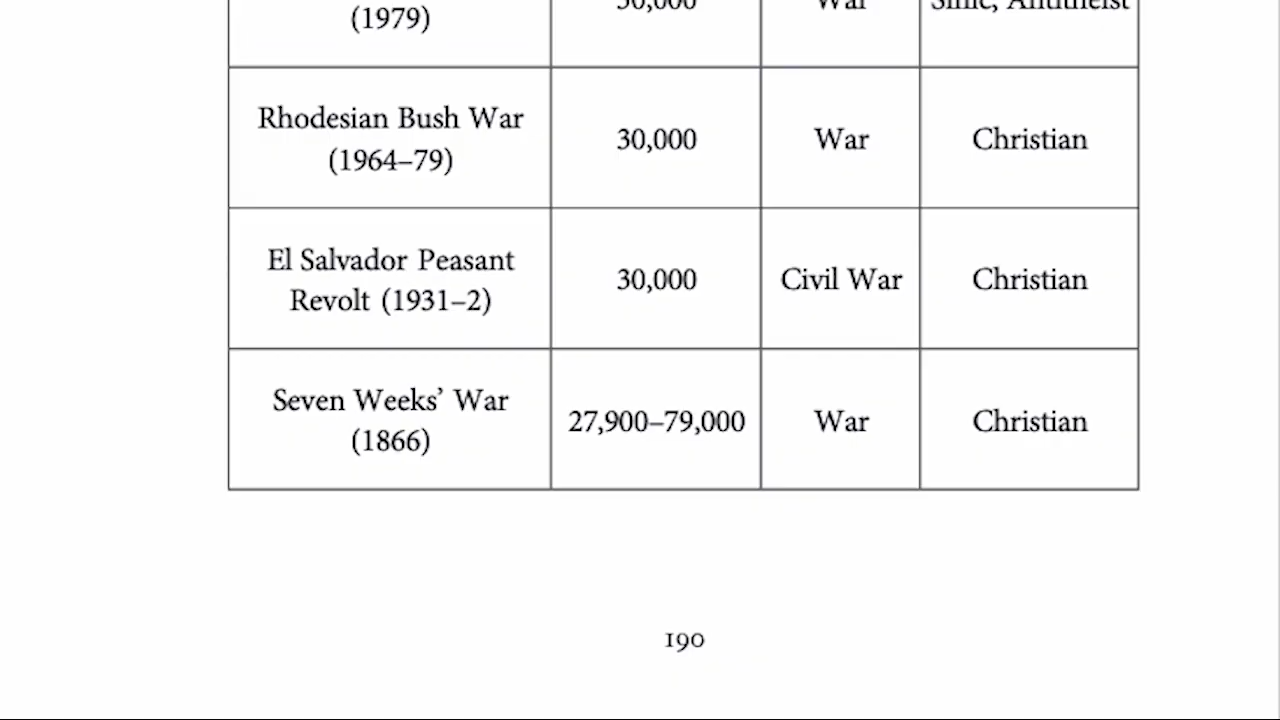 (1979)
Rhodesian Bush War
(1964–79)
30,000
War
Christian
El Salvador Peasant
Revolt (1931–2)
30,000
Civil War
Christian
Seven Weeks’ War
(1866)
27,900–79,000
War
Christian
190